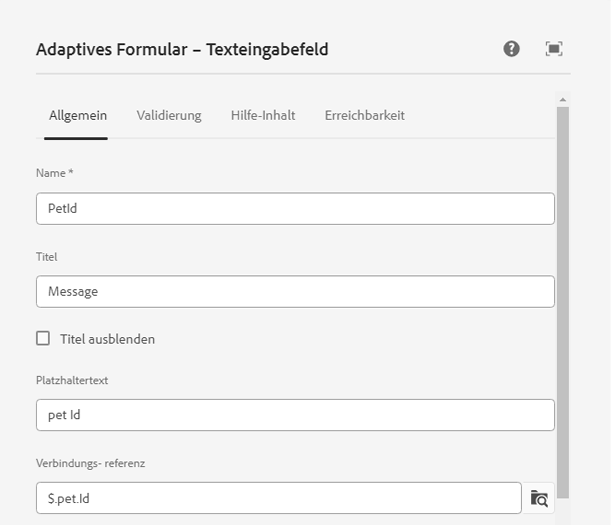 Adaptives Formular – Texteingabefeld
Allgemein Validierung Hilfe-Inhalt Erreichbarkeit
Name *
PetId
Titel
Message
Titel ausblenden
Platzhaltertext
pet Id
Verbindungs- referenz
$.pet.Id